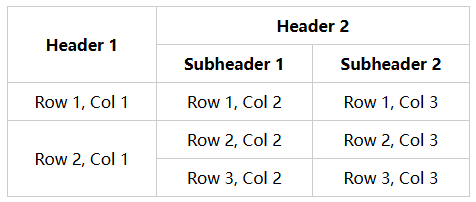 Header 1
Header 2
Subheader 1
Subheader 2
Row 1, Col 1
Row 1, Col 2
Row 1, Col 3
Row 2, Col 1
Row 2, Col 2
Row 2, Col 3
Row 3, Col 2
Row 3, Col 3